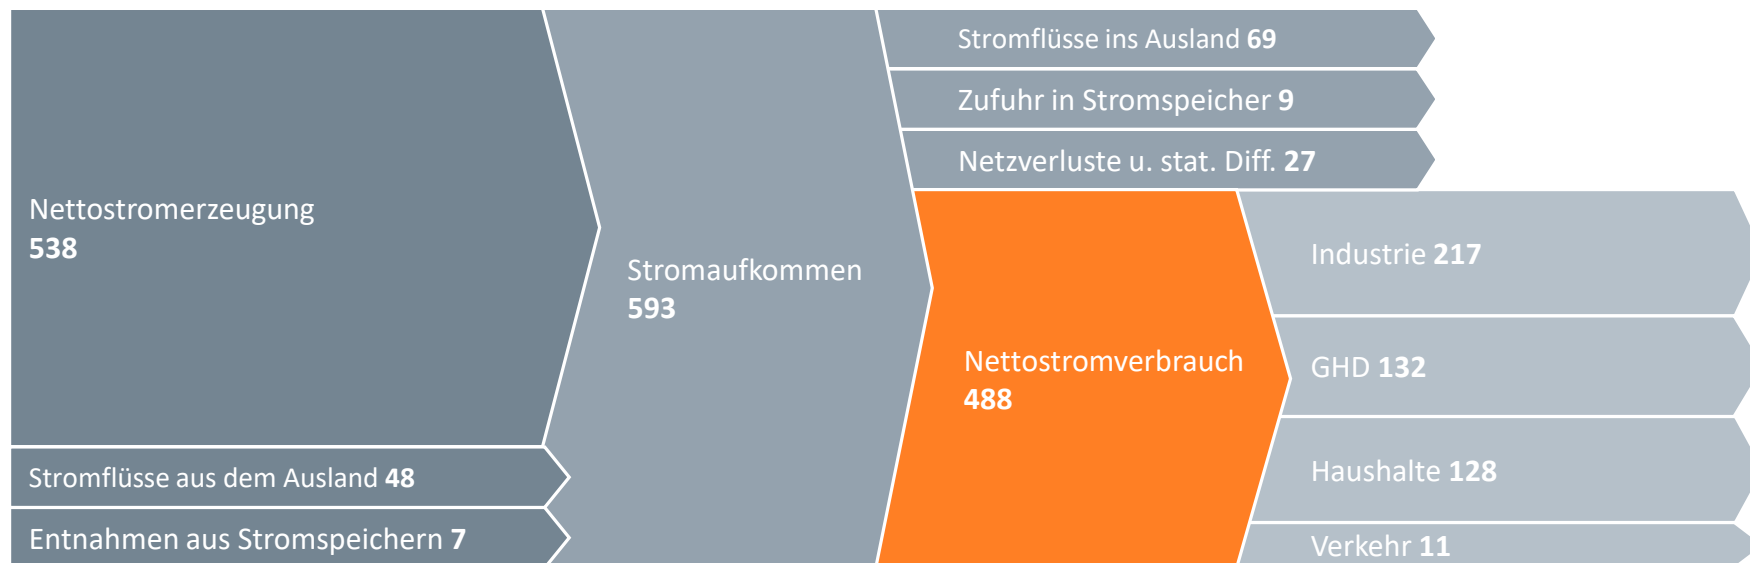 Nettostromerzeugung
538
Stromflüsse aus dem Ausland 48
Entnahmen aus Stromspeichern 7
Stromaufkommen
593
Stromflüsse ins Ausland 69
Zufuhr in Stromspeicher 9
Netzverluste u. stat. Diff. 27
Nettostromverbrauch
488
Industrie 217
GHD 132
Haushalte 128
Verkehr 11